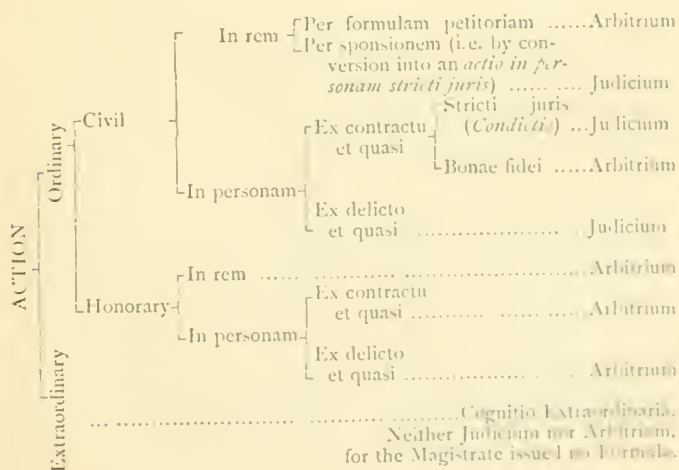 In rem
Per formulam petitoriam ...... Arbitrium
Per sponsionem (i.e. by con-
version into an actio in per-
sonam stricti juris) ...... .... Judicium
Civil
Ex contractu
et quasi
Stricti juris
(Condicti) ... Judicium
Bonae fidei ...... Arbitrium
In personam
Ex delicto
et quasi .................. Judicium
Ordinary
ACTION
Honorary
In rem .... ...... .............................. Arbitrium
In personam
Ex contractu
et quasi ........... ............ Arbitrium
Ex delicto
et quasi ...................... . Arbitrium
Extraordinary
... ................ ................ Cognitio Extraordinaria.
Neither Judicium nor Arbitrium,
for the Magistrate issued no Formula.